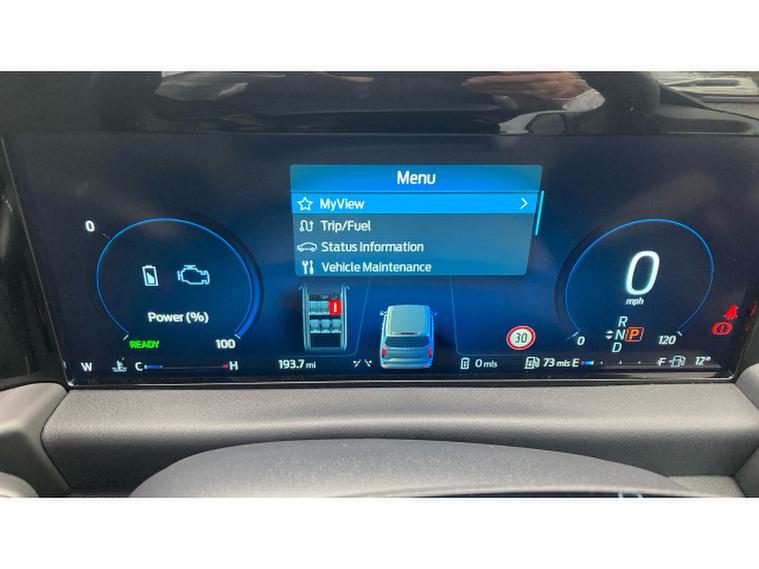 Menu
MyView
Trip/Fuel
Status Information
Vehicle Maintenance
0
Power (%)
READY
100
0
mph
R
N P
D
0
120
30
W
C
H
193.7 mi
0 mls
73 mls
E
F
12°